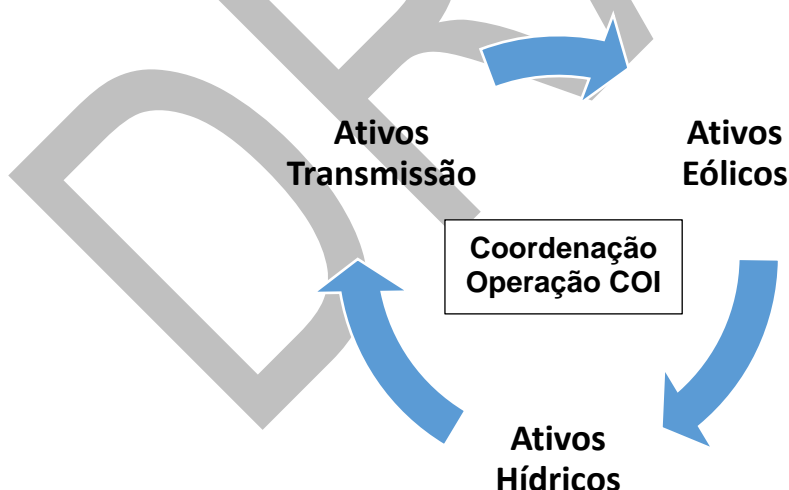 Ativos
Transmissão
Ativos
Eólicos
Coordenação
Operação COI
Ativos
Hídricos